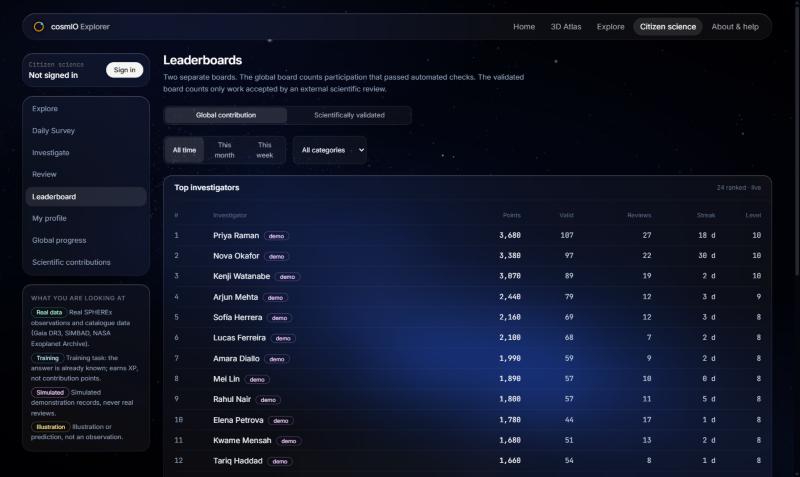 cosmIO Explorer
Home 3D Atlas Explore Citizen science About & help
Citizen science
Not signed in
Sign in
Explore
Daily Survey
Investigate
Review
Leaderboard
My profile
Global progress
Scientific contributions
WHAT YOU ARE LOOKING AT
Real data Real SPHEREx
observations and catalogue data
(Gaia DR3, SIMBAD, NASA
Exoplanet Archive).
Training Training task: the
answer is already known; earns XP,
not contribution points.
Simulated Simulated
demonstration records, never real
reviews.
Illustration Illustration or
prediction, not an observation.
Leaderboards
Two separate boards. The global board counts participation that passed automated checks. The validated
board counts only work accepted by an external scientific review.
Global contribution Scientifically validated
All time This month This week All categories
Top investigators 24 ranked · live
# Investigator Points Valid Reviews Streak Level
1 Priya Raman demo 3,680 107 27 18 d 10
2 Nova Okafor demo 3,380 97 22 30 d 10
3 Kenji Watanabe demo 3,070 89 19 2 d 10
4 Arjun Mehta demo 2,440 79 12 3 d 9
5 Sofía Herrera demo 2,160 69 12 3 d 8
6 Lucas Ferreira demo 2,100 68 7 2 d 8
7 Amara Diallo demo 1,990 59 9 2 d 8
8 Mei Lin demo 1,890 57 10 0 d 8
9 Rahul Nair demo 1,800 57 11 5 d 8
10 Elena Petrova demo 1,780 44 17 1 d 8
11 Kwame Mensah demo 1,680 51 13 2 d 8
12 Tariq Haddad demo 1,660 54 8 1 d 8